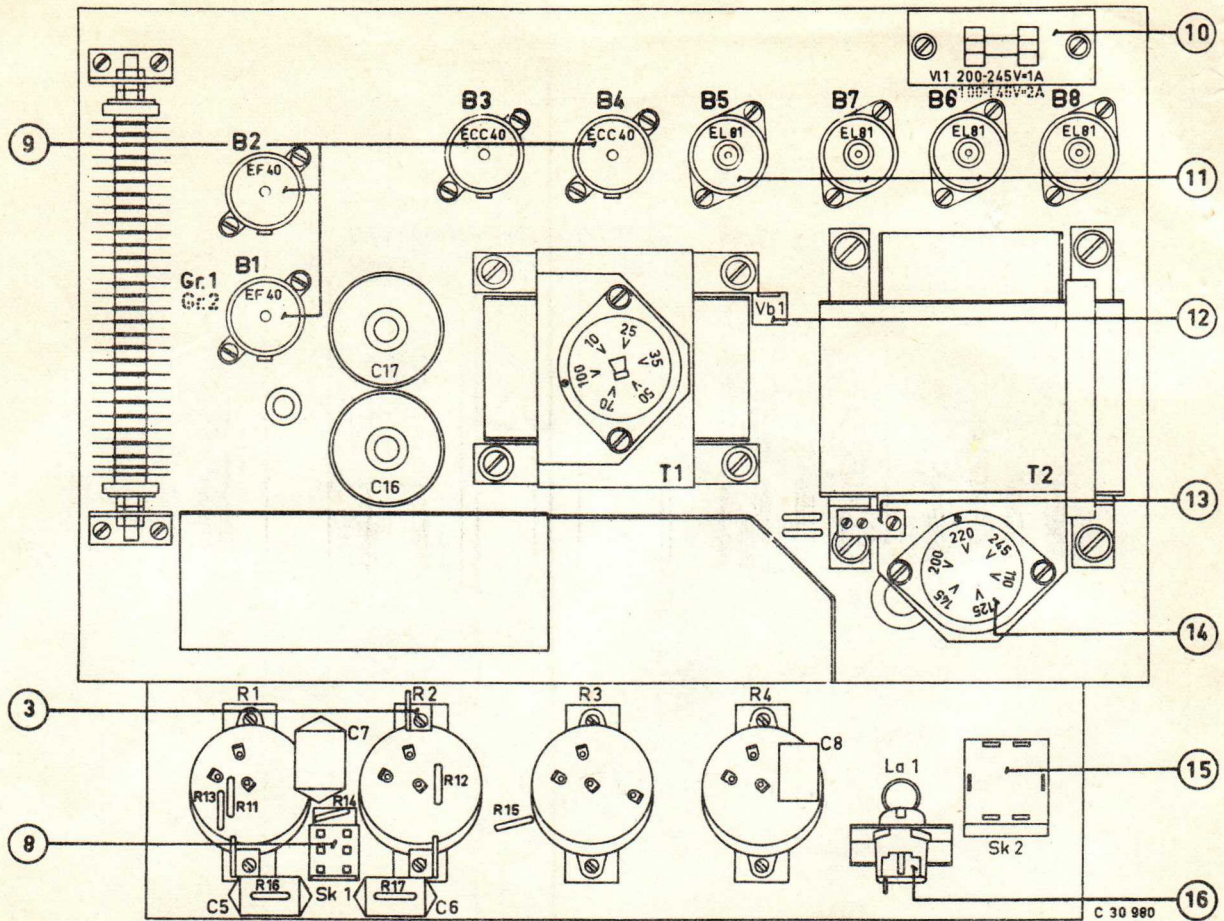 10
Vl1 200-245V=1A
100-145V=2A
B3 B4 B5 B7 B6 B8
ECC40 ECC40 EL81 EL81 EL81 EL81
9
B2
EF40
11
Gr.1 B1
Gr.2 EF40
Vb1
12
10 V 25 V 35 V 50 V 70 V 100 V
C17
C16
T1
T2
13
200 V 220 V 245 V 110 V 125 V 145 V
14
R1 R2 R3 R4
3
C7
C8
La 1
15
R13 R11 R12
R14
R15
8
Sk 2
R16 R17
C5 Sk 1 C6
16
C 30 980